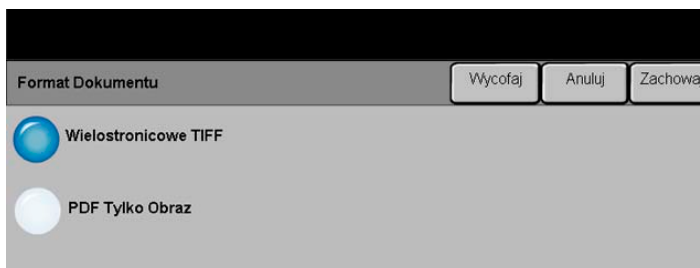 Format Dokumentu
Wycofaj
Anuluj
Zachowa
Wielostronicowe TIFF
PDF Tylko Obraz